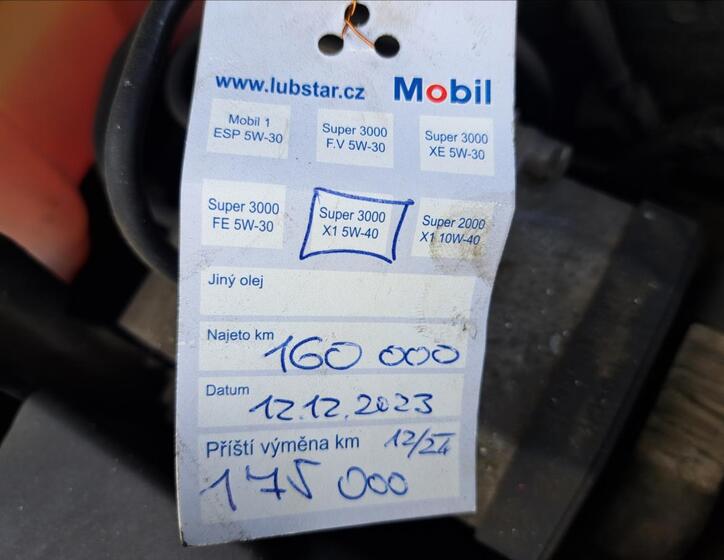 www.lubstar.cz Mobil
Mobil 1
ESP 5W-30
Super 3000
F.V 5W-30
Super 3000
XE 5W-30
Super 3000
FE 5W-30
Super 3000
X1 5W-40
Super 2000
X1 10W-40
Jiný olej
Najeto km 160 000
Datum 12.12.2023
Příští výměna km 12/24
175 000